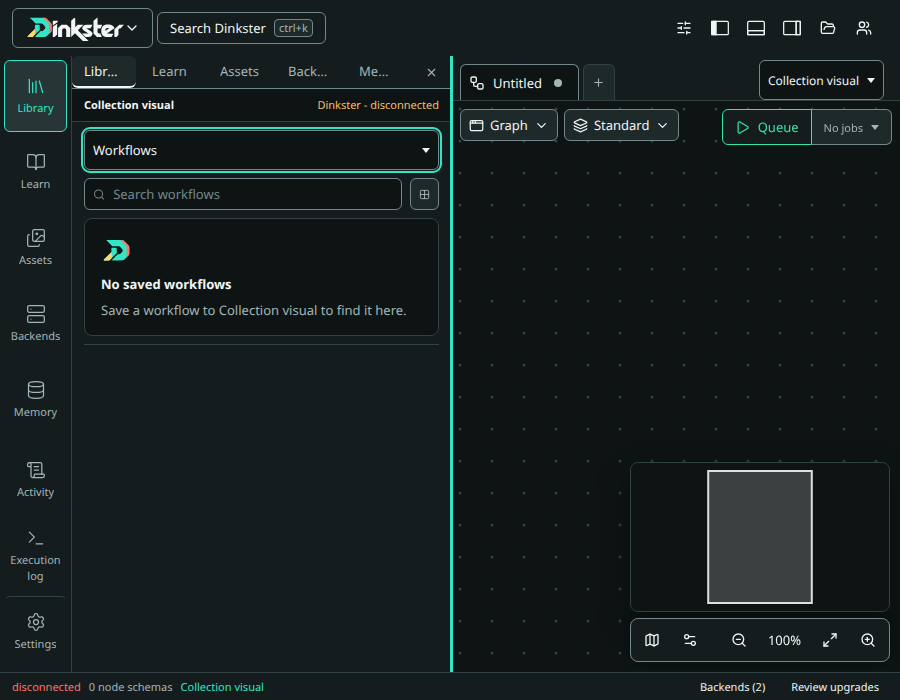 Dinkster
Search Dinkster ctrl+k
Libr... Learn Assets Back... Me...
Untitled
Collection visual
Library
Collection visual Dinkster - disconnected
Workflows
Graph Standard Queue No jobs
Search workflows
Learn
Assets
No saved workflows
Save a workflow to Collection visual to find it here.
Backends
Memory
Activity
Execution
log
Settings
100%
disconnected 0 node schemas Collection visual Backends (2) Review upgrades